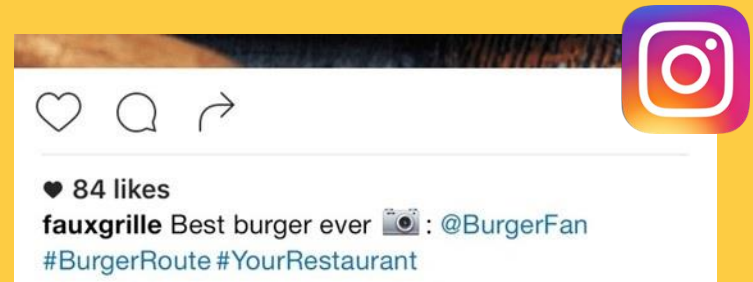 84 likes
fauxgrille Best burger ever 📷 : @BurgerFan
#BurgerRoute #YourRestaurant